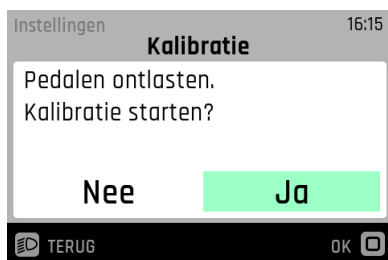 Instellingen 16:15
Kalibratie
Pedalen ontlasten.
Kalibratie starten?
Nee Ja
TERUG OK